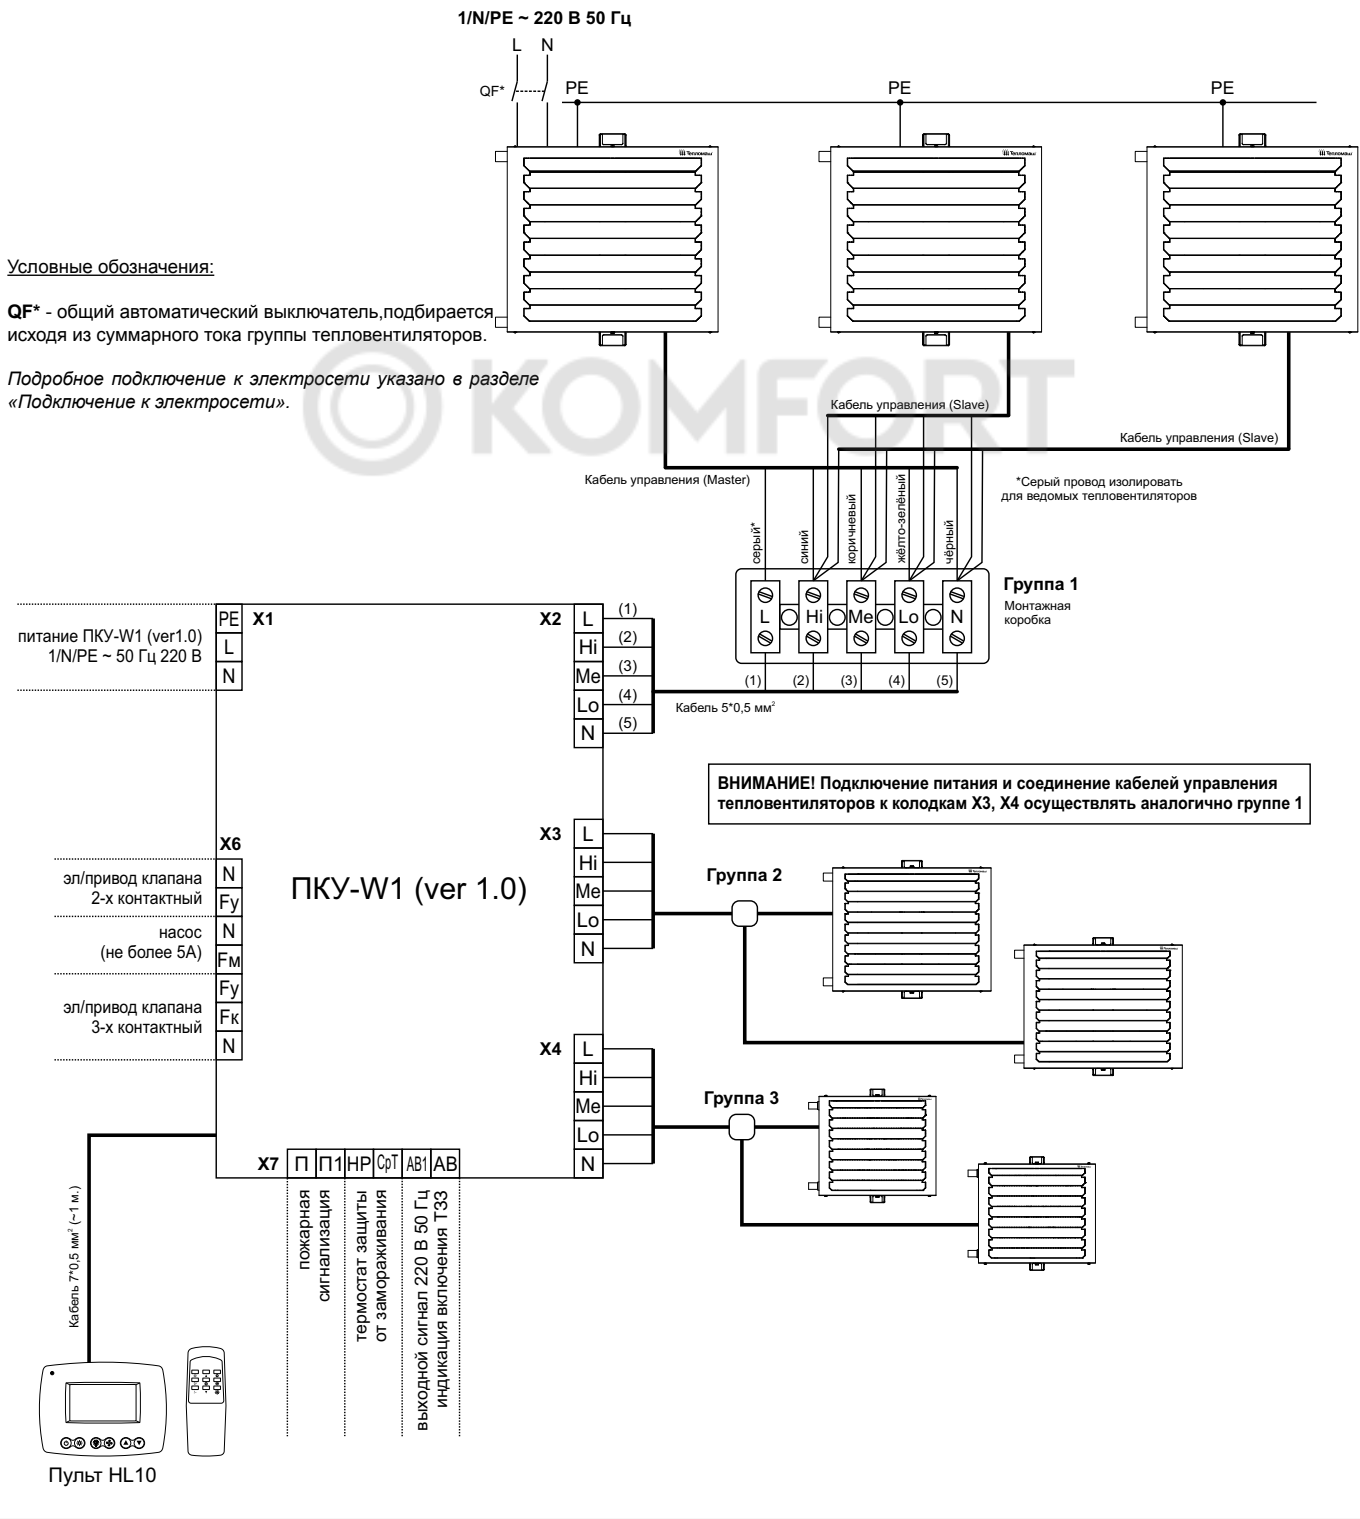 1/N/PE ~ 220 В 50 Гц
L N
QF*
PE PE PE
Тепломаш Тепломаш Тепломаш
Условные обозначения:
QF* - общий автоматический выключатель,подбирается
исходя из суммарного тока группы тепловентиляторов.
Подробное подключение к электросети указано в разделе
«Подключение к электросети».
KOMFORT
Кабель управления (Slave)
Кабель управления (Slave)
Кабель управления (Master)
*Серый провод изолировать
для ведомых тепловентиляторов
серый*
синий
коричневый
жёлто-зелёный
чёрный
Группа 1
Монтажная
коробка
L Hi Me Lo N
(1) (2) (3) (4) (5)
Кабель 5*0,5 мм²
питание ПКУ-W1 (ver1.0)
1/N/PE ~ 50 Гц 220 В
X1
PE
L
N
X2
L (1)
Hi (2)
Me (3)
Lo (4)
N (5)
ВНИМАНИЕ! Подключение питания и соединение кабелей управления
тепловентиляторов к колодкам X3, X4 осуществлять аналогично группе 1
X3
L
Hi
Me
Lo
N
ПКУ-W1 (ver 1.0)
X6
N
Fy
N
Fм
Fy
Fк
N
эл/привод клапана
2-х контактный
насос
(не более 5А)
эл/привод клапана
3-х контактный
Группа 2
X4
L
Hi
Me
Lo
N
Группа 3
X7 П П1 НР СрТ АВ1 АВ
пожарная
сигнализация
термостат защиты
от замораживания
выходной сигнал 220 В 50 Гц
индикация включения ТЗЗ
Кабель 7*0,5 мм² (~1 м.)
Пульт HL10